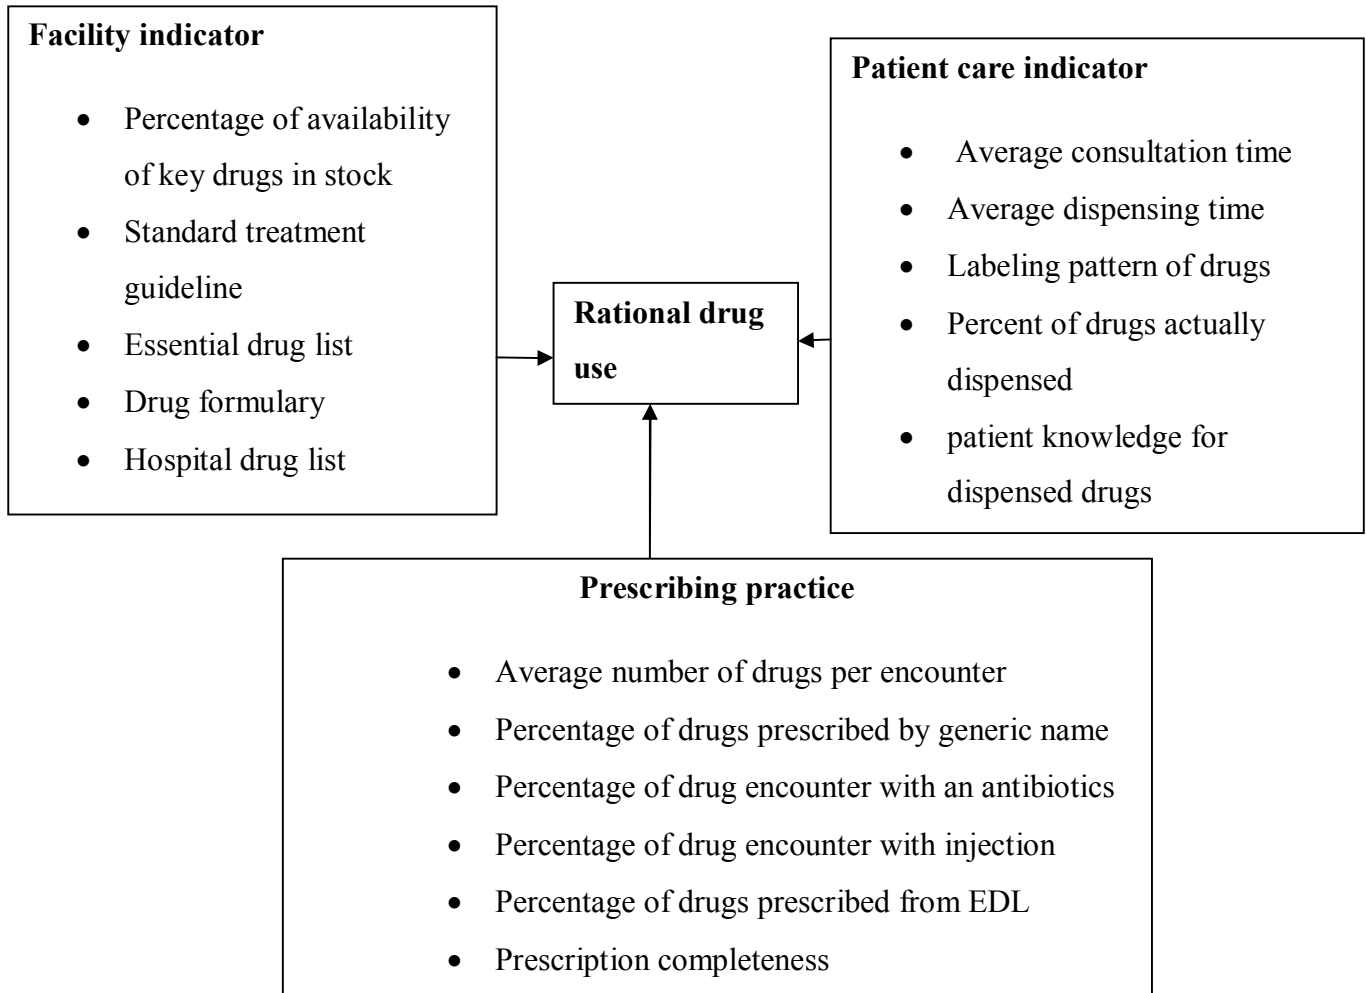 Facility indicator
• Percentage of availability
of key drugs in stock
• Standard treatment
guideline
• Essential drug list
• Drug formulary
• Hospital drug list
Patient care indicator
• Average consultation time
• Average dispensing time
• Labeling pattern of drugs
• Percent of drugs actually
dispensed
• patient knowledge for
dispensed drugs
Rational drug
use
Prescribing practice
• Average number of drugs per encounter
• Percentage of drugs prescribed by generic name
• Percentage of drug encounter with an antibiotics
• Percentage of drug encounter with injection
• Percentage of drugs prescribed from EDL
• Prescription completeness